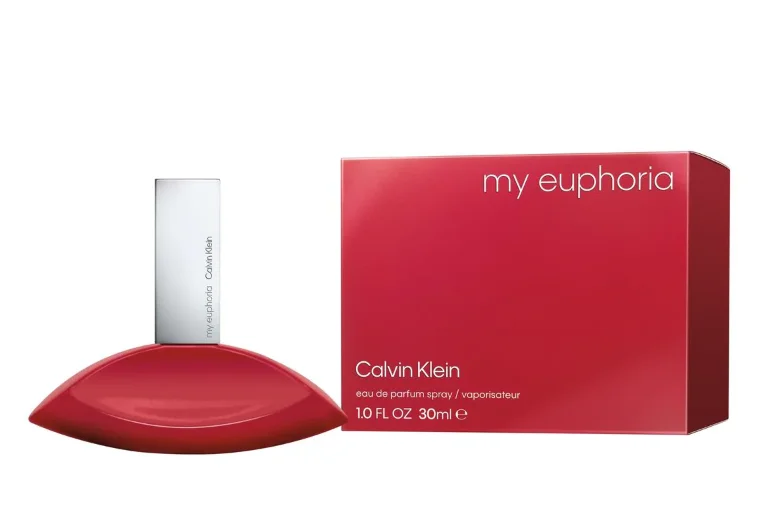 my euphoria
Calvin Klein
eau de parfum spray / vaporisateur
1.0 FL OZ 30ml ℮
my euphoria Calvin Klein